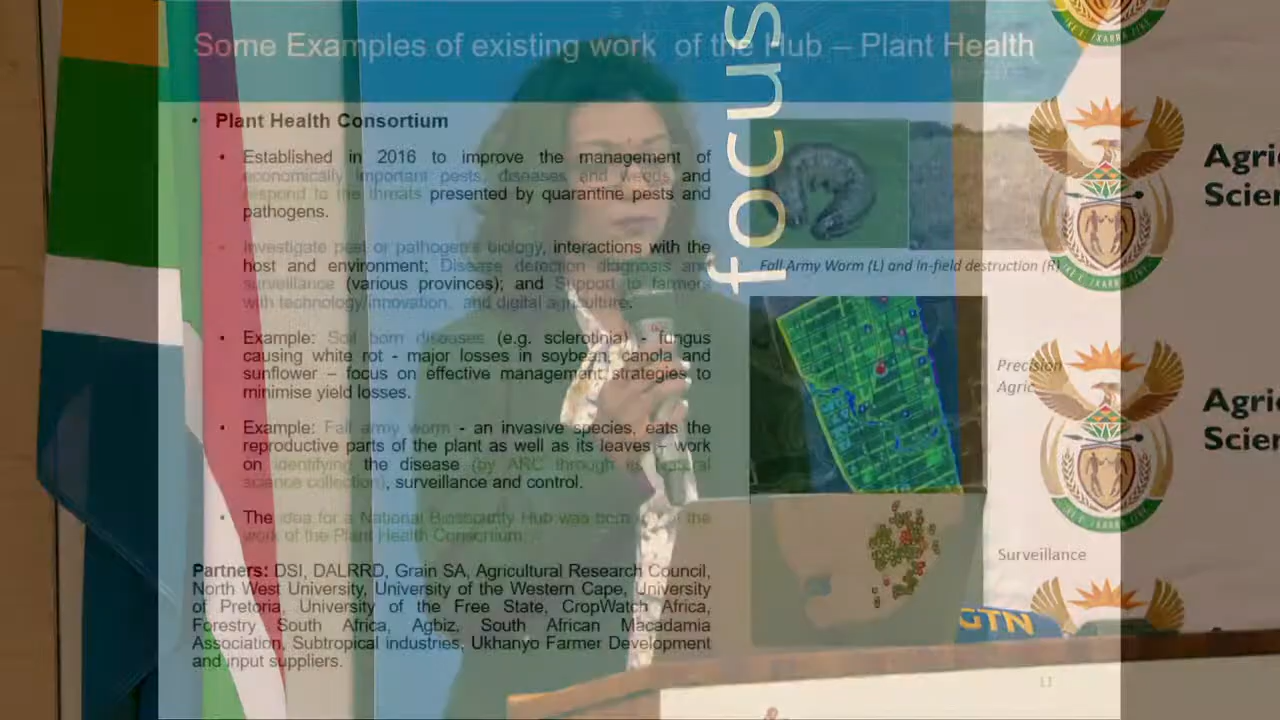 Some Examples of existing work of the Hub – Plant Health
• Plant Health Consortium
• Established in 2016 to improve the management of
economically important pests, diseases and weeds and
respond to the threats presented by quarantine pests and
pathogens.
• Investigate pest or pathogens biology, interactions with the
host and environment; Disease detection diagnosis and
surveillance (various provinces); and Support to farmers
with technology/innovation, and digital agriculture.
• Example: Soil born diseases (e.g. sclerotinia) - fungus
causing white rot - major losses in soybean, canola and
sunflower – focus on effective management strategies to
minimise yield losses.
• Example: Fall army worm - an invasive species, eats the
reproductive parts of the plant as well as its leaves – work
on identifying the disease (by ARC through its natural
science collection), surveillance and control.
• The idea for a National Biosecurity Hub was born out of the
work of the Plant Health Consortium.
Partners: DSI, DALRRD, Grain SA, Agricultural Research Council,
North West University, University of the Western Cape, University
of Pretoria, University of the Free State, CropWatch Africa,
Forestry South Africa, Agbiz, South African Macadamia
Association, Subtropical industries, Ukhanyo Farmer Development
and input suppliers.
focus
Fall Army Worm (L) and in-field destruction (R)
Precision
Agric
Surveillance
GTN
11
Agri
Scie
Agri
Scie